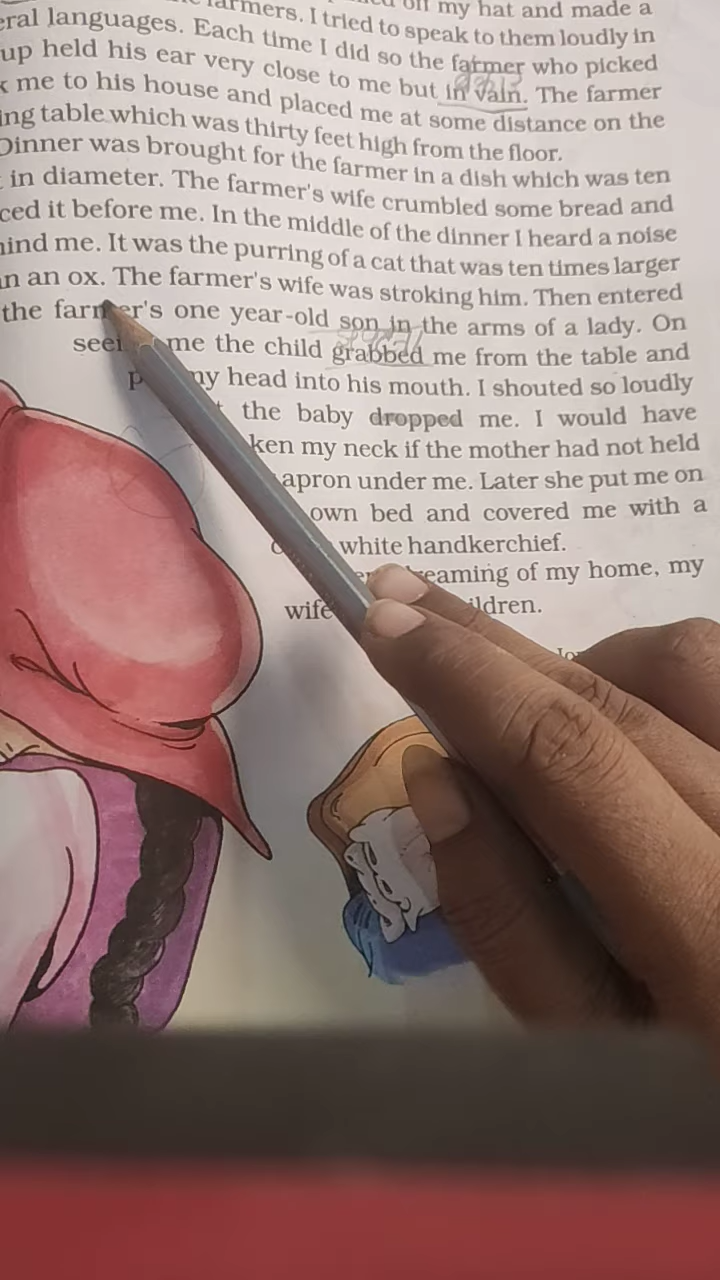 my hat and made a
farmers. I tried to speak to them loudly in
eral languages. Each time I did so the farmer who picked
up held his ear very close to me but in vain. The farmer
k me to his house and placed me at some distance on the
ing table which was thirty feet high from the floor.
Dinner was brought for the farmer in a dish which was ten
t in diameter. The farmer's wife crumbled some bread and
ced it before me. In the middle of the dinner I heard a noise
hind me. It was the purring of a cat that was ten times larger
an an ox. The farmer's wife was stroking him. Then entered
the farmer's one year-old son in the arms of a lady. On
me the child grabbed me from the table and
my head into his mouth. I shouted so loudly
the baby dropped me. I would have
ken my neck if the mother had not held
apron under me. Later she put me on
own bed and covered me with a
white handkerchief.
reaming of my home, my
wife ildren.